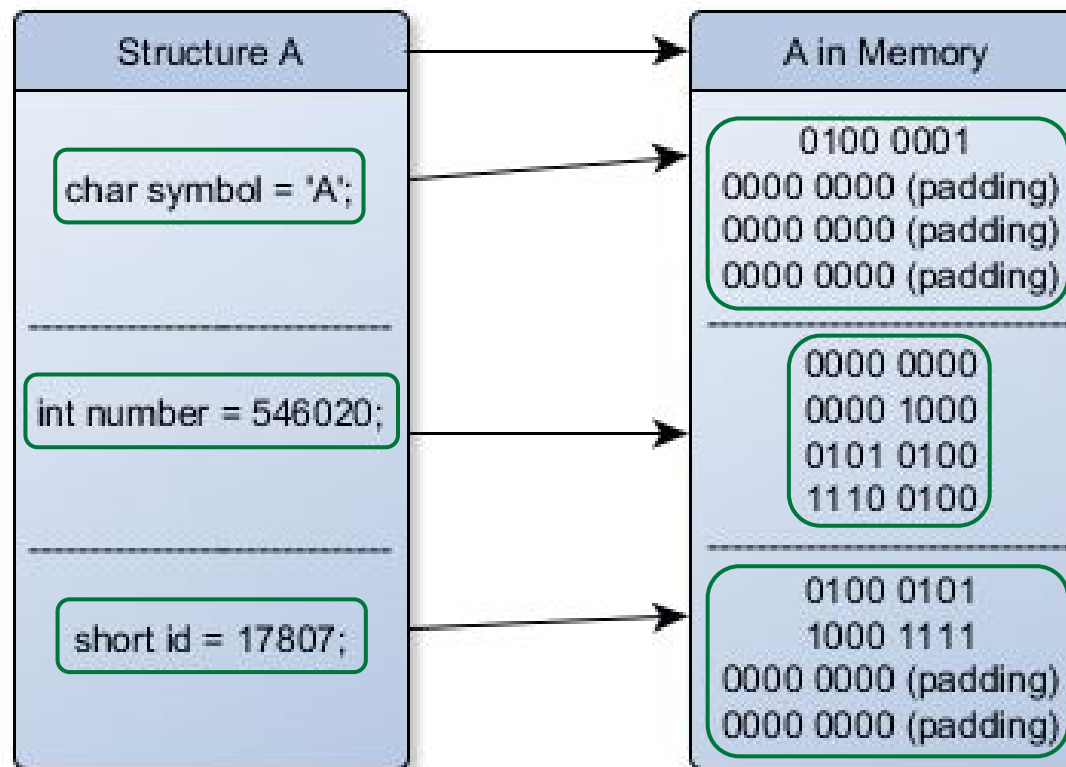 Structure A
char symbol = 'A';
int number = 546020;
short id = 17807;
A in Memory
0100 0001
0000 0000 (padding)
0000 0000 (padding)
0000 0000 (padding)
0000 0000
0000 1000
0101 0100
1110 0100
0100 0101
1000 1111
0000 0000 (padding)
0000 0000 (padding)